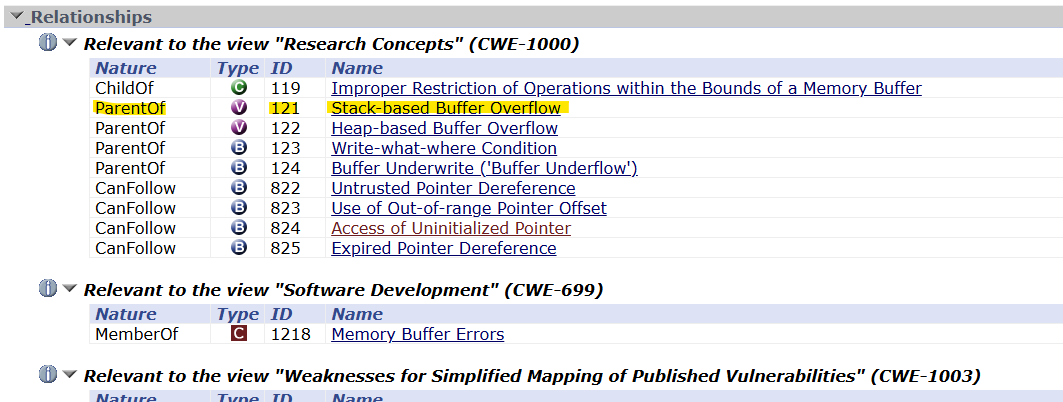 Relationships
Relevant to the view "Research Concepts" (CWE-1000)
Nature Type ID Name
ChildOf C 119 Improper Restriction of Operations within the Bounds of a Memory Buffer
ParentOf V 121 Stack-based Buffer Overflow
ParentOf V 122 Heap-based Buffer Overflow
ParentOf B 123 Write-what-where Condition
ParentOf B 124 Buffer Underwrite ('Buffer Underflow')
CanFollow B 822 Untrusted Pointer Dereference
CanFollow B 823 Use of Out-of-range Pointer Offset
CanFollow B 824 Access of Uninitialized Pointer
CanFollow B 825 Expired Pointer Dereference
Relevant to the view "Software Development" (CWE-699)
Nature Type ID Name
MemberOf C 1218 Memory Buffer Errors
Relevant to the view "Weaknesses for Simplified Mapping of Published Vulnerabilities" (CWE-1003)
Nature Type ID Name